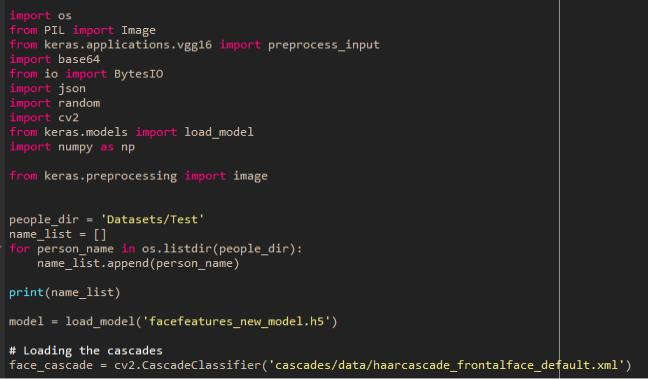 import os
from PIL import Image
from keras.applications.vgg16 import preprocess_input
import base64
from io import BytesIO
import json
import random
import cv2
from keras.models import load_model
import numpy as np
from keras.preprocessing import image
people_dir = 'Datasets/Test'
name_list = []
for person_name in os.listdir(people_dir):
    name_list.append(person_name)
print(name_list)
model = load_model('facefeatures_new_model.h5')
# Loading the cascades
face_cascade = cv2.CascadeClassifier('cascades/data/haarcascade_frontalface_default.xml')